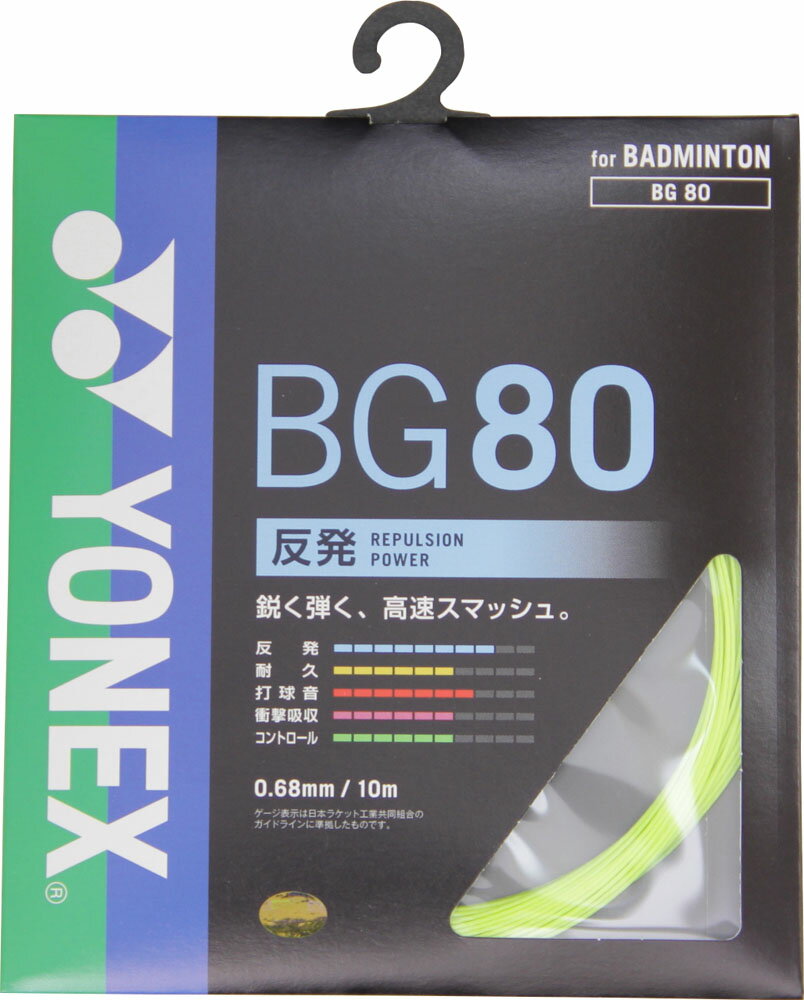 for BADMINTON
BG 80
YONEX®
BG80
反発 REPULSION
POWER
鋭く弾く、高速スマッシュ。
反発
耐久
打球音
衝撃吸収
コントロール
0.68mm / 10m
ゲージ表示は日本ラケット工業共同組合の
ガイドラインに準拠したものです。